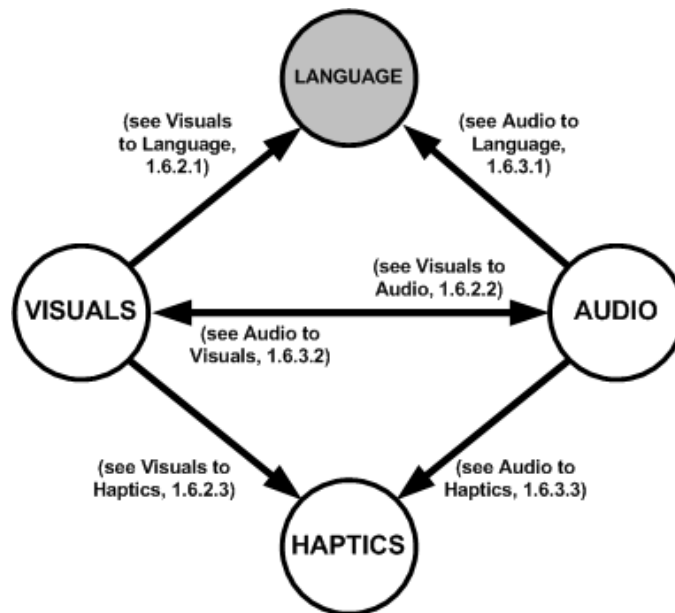 LANGUAGE
(see Visuals
to Language,
1.6.2.1)
(see Audio to
Language,
1.6.3.1)
(see Visuals to
Audio, 1.6.2.2)
VISUALS
AUDIO
(see Audio to
Visuals, 1.6.3.2)
(see Visuals to
Haptics, 1.6.2.3)
(see Audio to
Haptics, 1.6.3.3)
HAPTICS